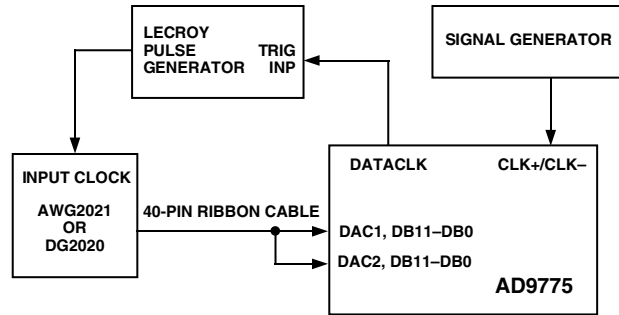 LECROY
PULSE TRIG
GENERATOR INP
SIGNAL GENERATOR
DATACLK CLK+/CLK–
INPUT CLOCK
AWG2021
OR
DG2020
40-PIN RIBBON CABLE
DAC1, DB11–DB0
DAC2, DB11–DB0
AD9775